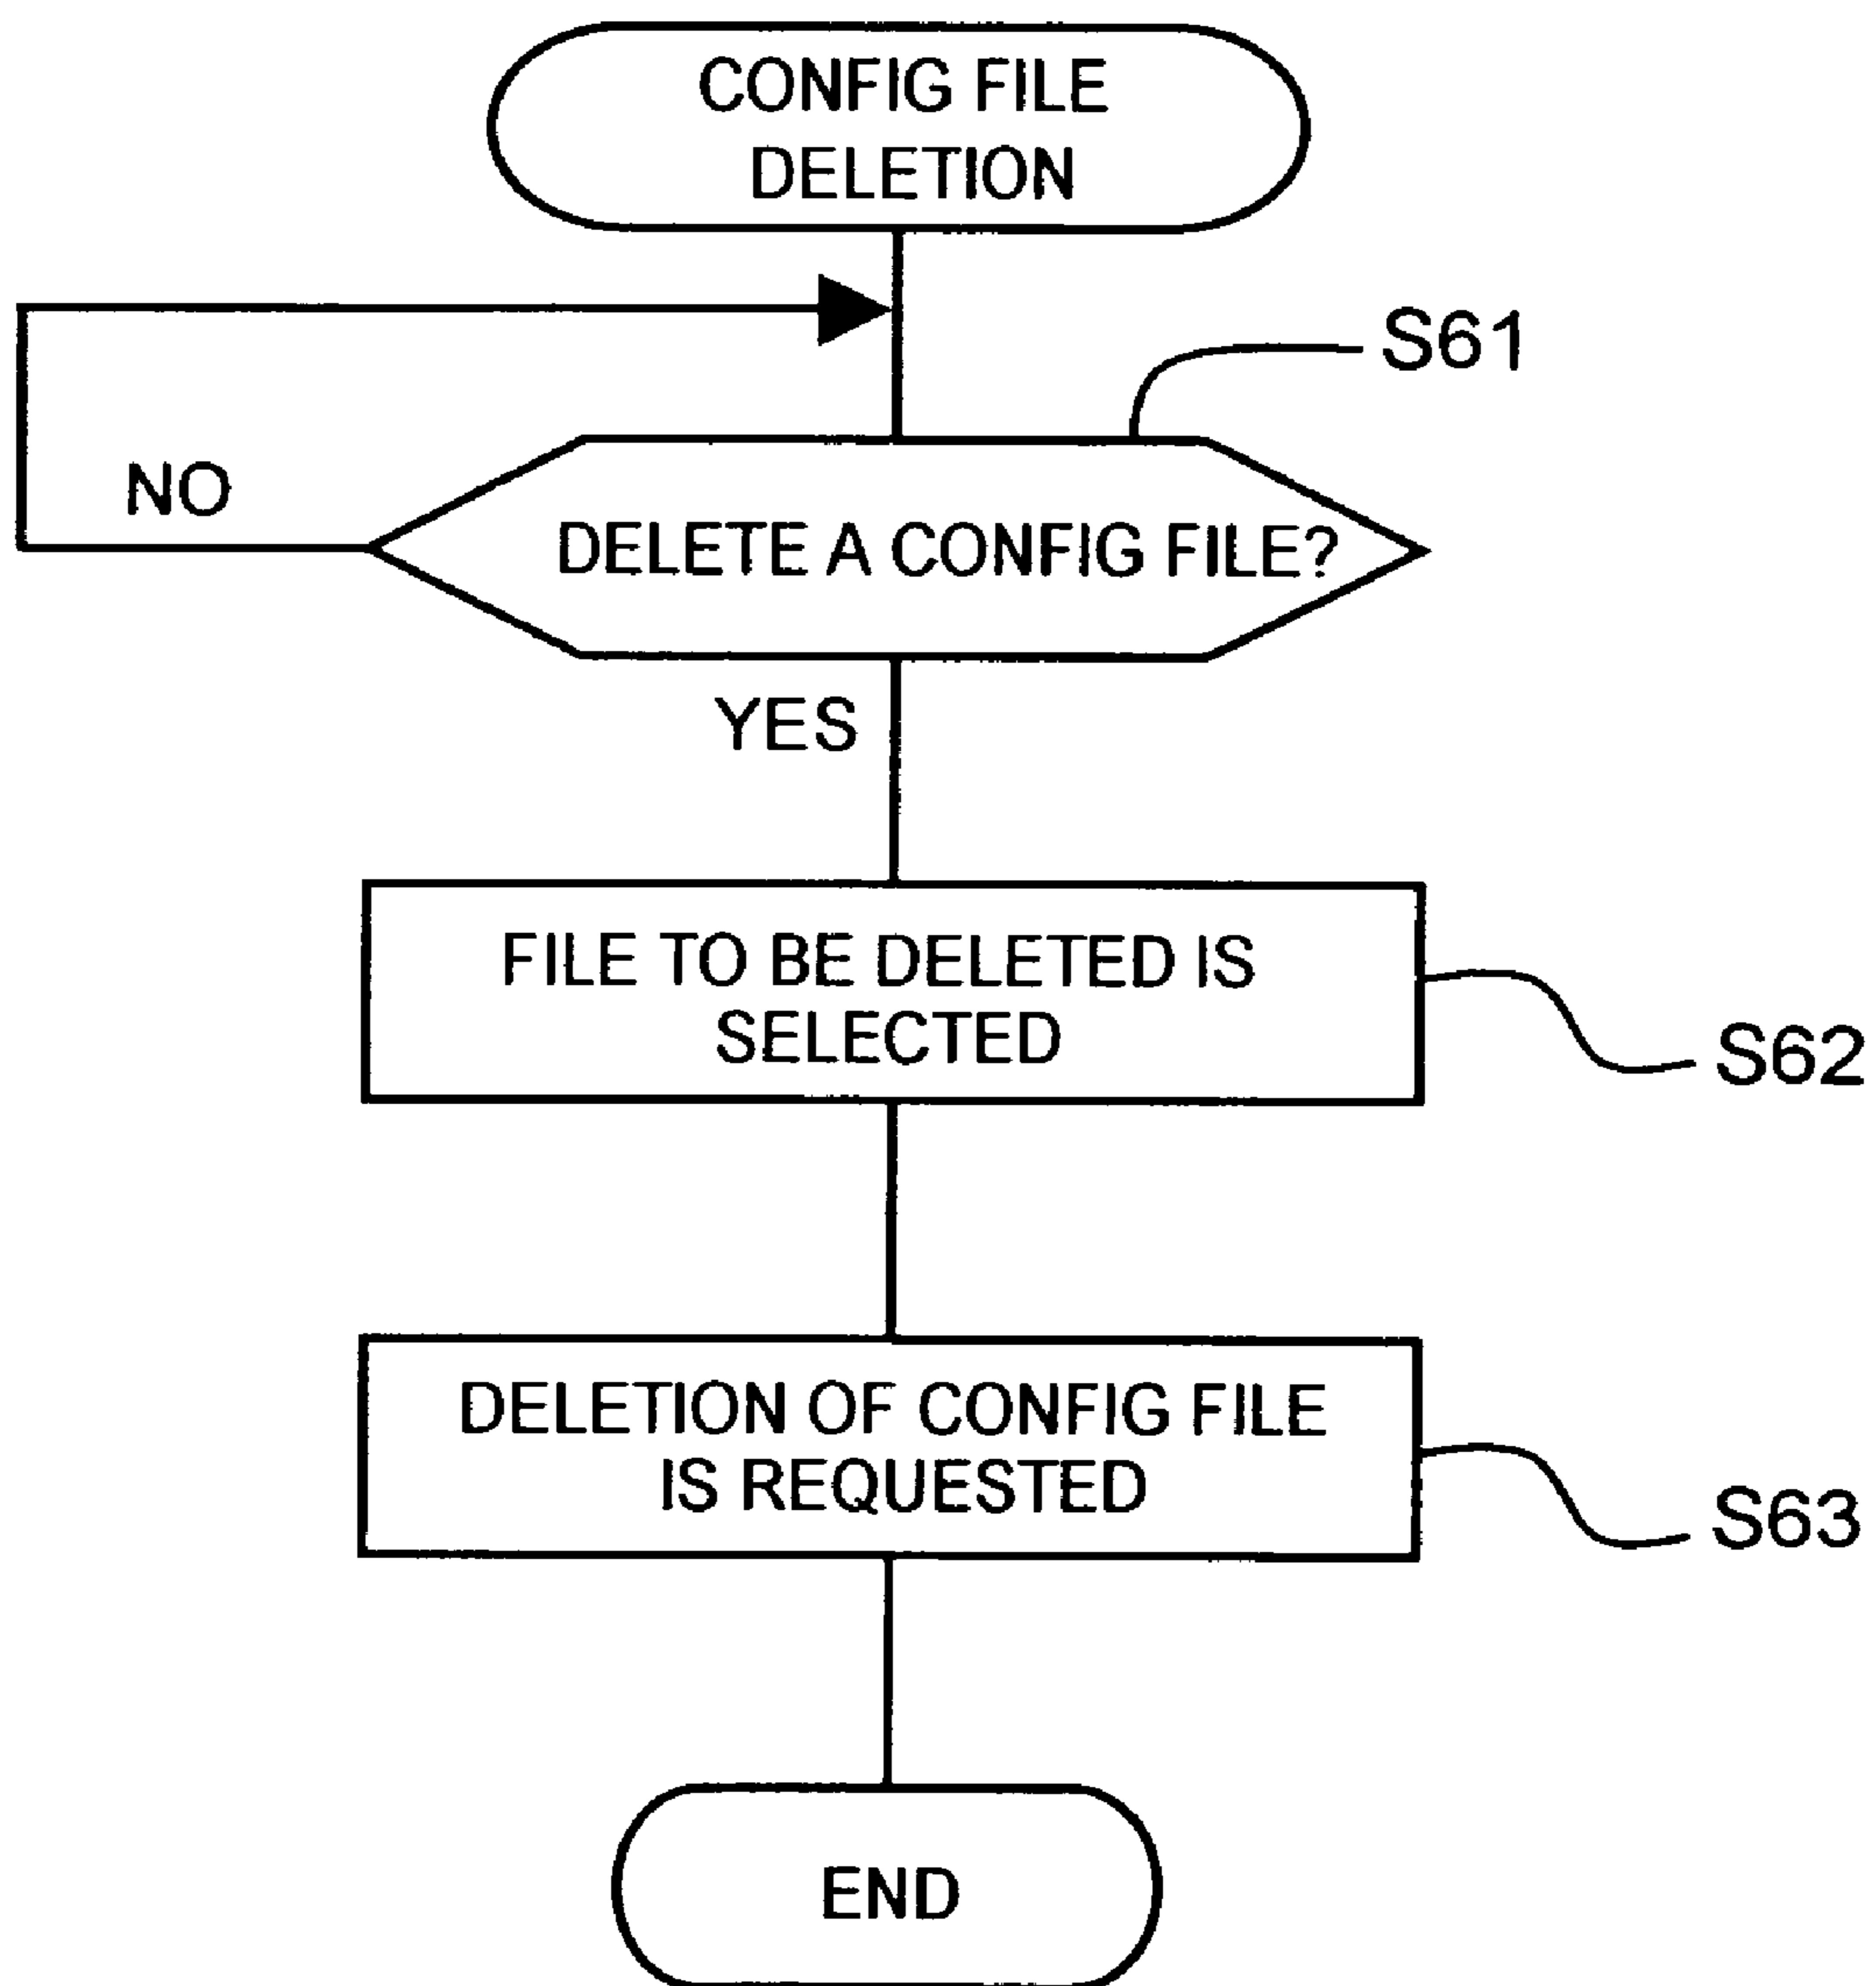 CONFIG FILE
DELETION
S61
NO
DELETE A CONFIG FILE?
YES
FILE TO BE DELETED IS
SELECTED
S62
DELETION OF CONFIG FILE
IS REQUESTED
S63
END